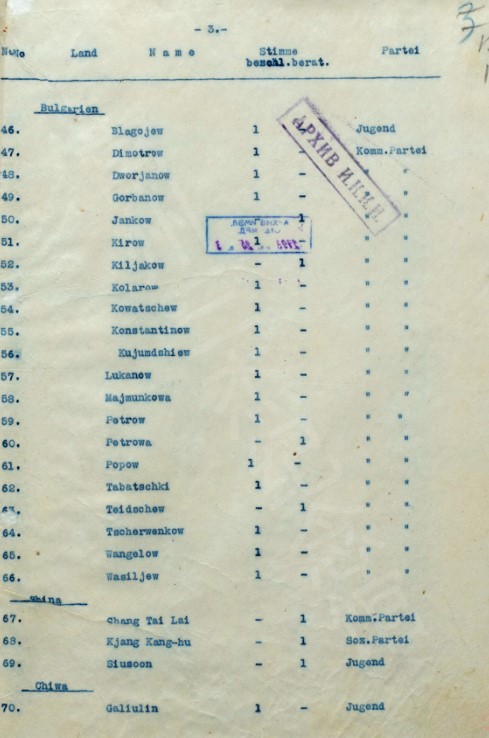 - 3.-
Land Name Stimme Partei
beschl.berat.
Bulgarien
46. Blagojew 1 - Jugend
47. Dimotrow 1 - Komm.Partei
48. Dworjanow 1 - " "
49. Gorbanow 1 - " "
50. Jankow - 1 " "
51. Kirow 1 - " "
52. Kiljakow - 1 " "
53. Kolarow 1 - " "
54. Kowatschew 1 - " "
55. Konstantinow 1 - " "
56. Kujumdshiew 1 - " "
57. Lukanow 1 - " "
58. Majmunkowa 1 - " "
59. Petrow 1 - " "
60. Petrowa - 1 " "
61. Popow 1 - " "
62. Tabatschki 1 - " "
63. Teidschew - 1 " "
64. Tscherwenkow 1 - " "
65. Wangelow 1 - " "
66. Wasiljew 1 - " "
China
67. Chang Tai Lai - 1 Komm.Partei
68. Kjang Kang-hu - 1 Soz.Partei
69. Siusoon - 1 Jugend
Chiwa
70. Galiulin 1 - Jugend
АРХИВ И.К.К.И.